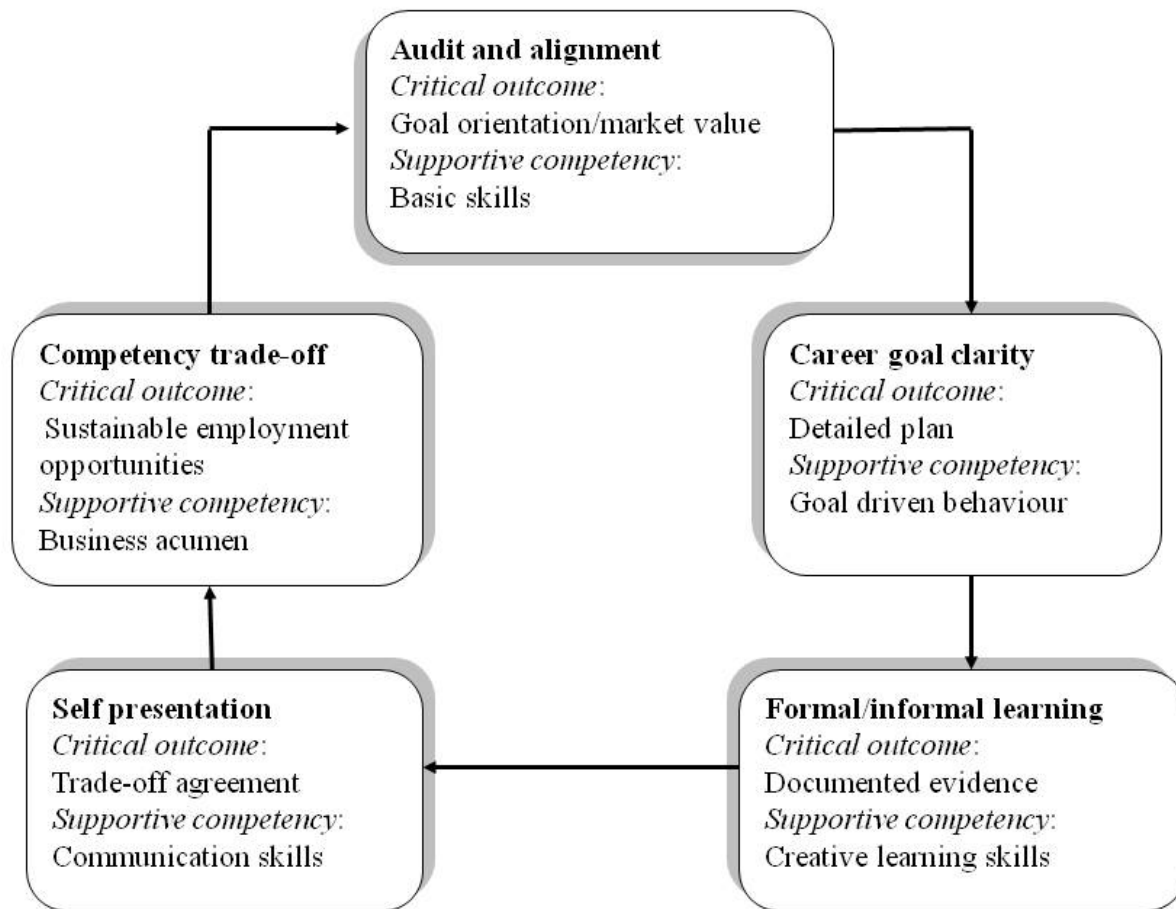 Audit and alignment
Critical outcome:
Goal orientation/market value
Supportive competency:
Basic skills
Competency trade-off
Critical outcome:
Sustainable employment
opportunities
Supportive competency:
Business acumen
Career goal clarity
Critical outcome:
Detailed plan
Supportive competency:
Goal driven behaviour
Self presentation
Critical outcome:
Trade-off agreement
Supportive competency:
Communication skills
Formal/informal learning
Critical outcome:
Documented evidence
Supportive competency:
Creative learning skills